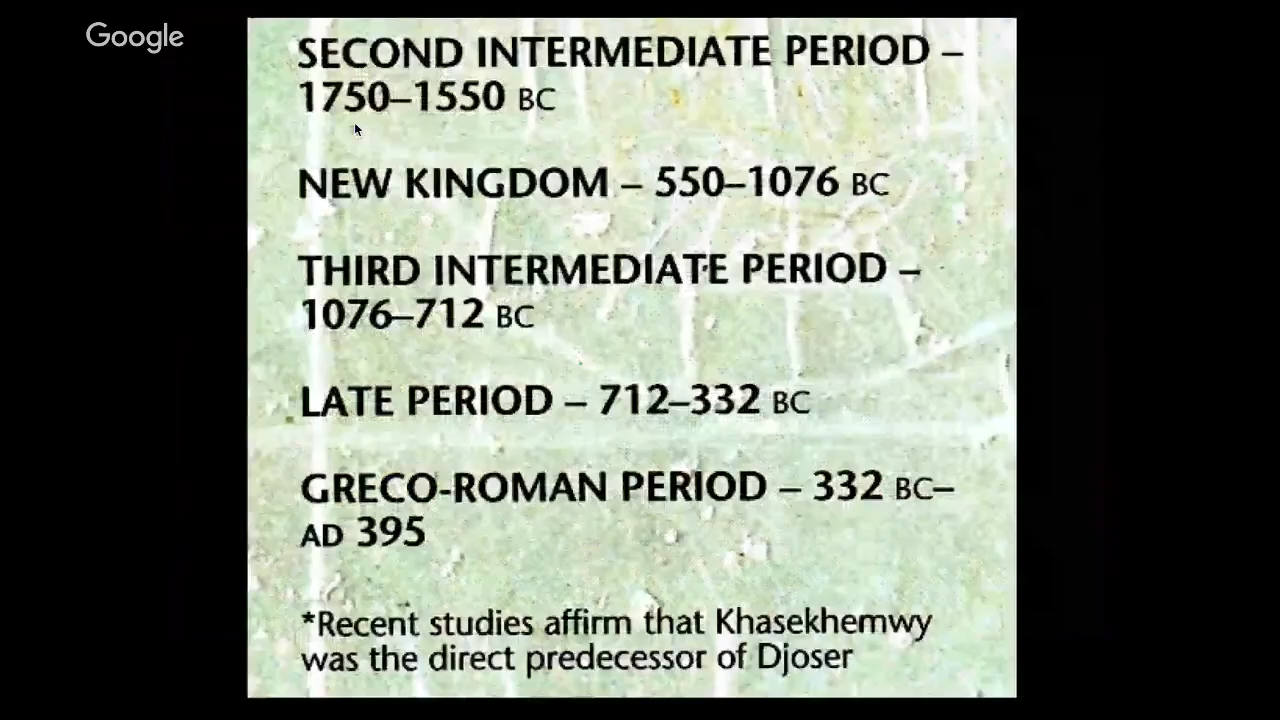 Google
SECOND INTERMEDIATE PERIOD –
1750–1550 BC
NEW KINGDOM – 550–1076 BC
THIRD INTERMEDIATE PERIOD –
1076–712 BC
LATE PERIOD – 712–332 BC
GRECO-ROMAN PERIOD – 332 BC–
AD 395
*Recent studies affirm that Khasekhemwy
was the direct predecessor of Djoser